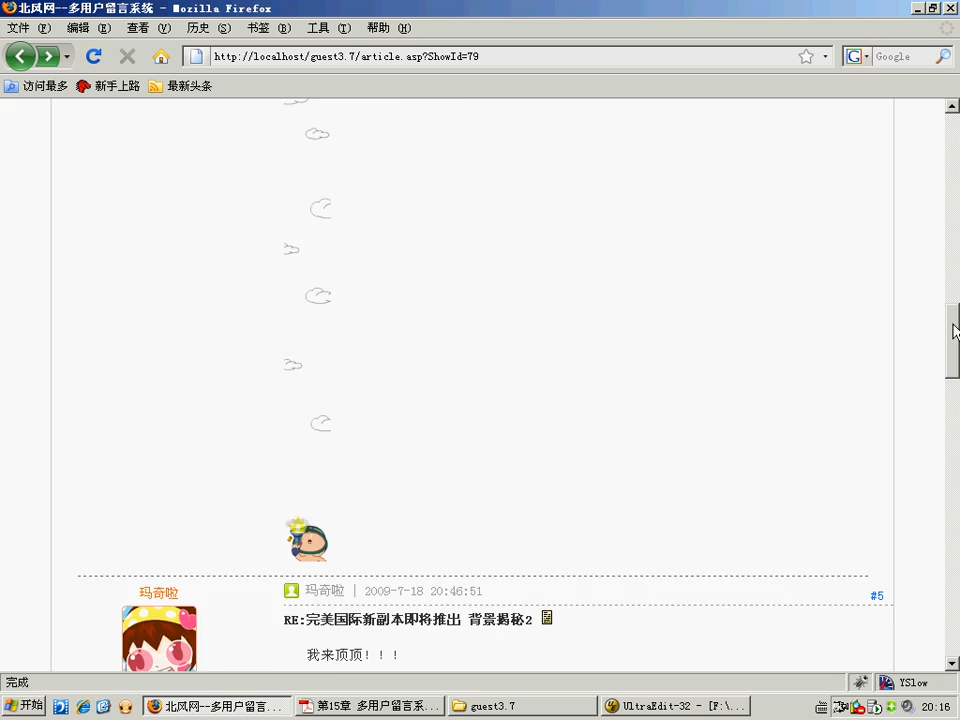 北风网--多用户留言系统 - Mozilla Firefox
文件(F) 编辑(E) 查看(V) 历史(S) 书签(B) 工具(T) 帮助(H)
http://localhost/guest3.7/article.asp?ShowId=79
Google
访问最多 新手上路 最新头条
玛奇啦
玛奇啦 | 2009-7-18 20:46:51
#5
RE:完美国际新副本即将推出 背景揭秘2
我来顶顶！！！
完成
YSlow
开始 北风网--多用户留言... 第15章 多用户留言系... guest3.7 UltraEdit-32 - [F:\... 20:16